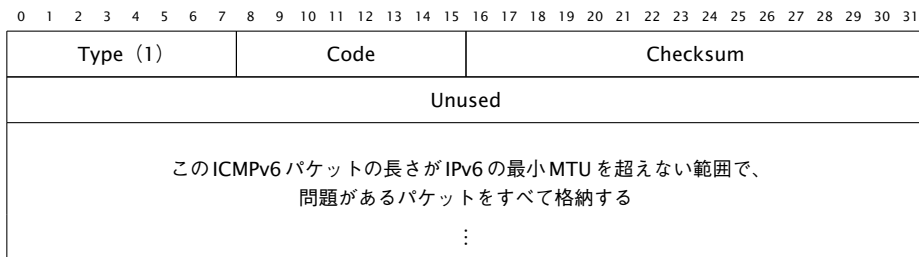 0 1 2 3 4 5 6 7 8 9 10 11 12 13 14 15 16 17 18 19 20 21 22 23 24 25 26 27 28 29 30 31
Type（1） Code Checksum
Unused
このICMPv6パケットの長さがIPv6の最小MTUを超えない範囲で、
問題があるパケットをすべて格納する
⋮